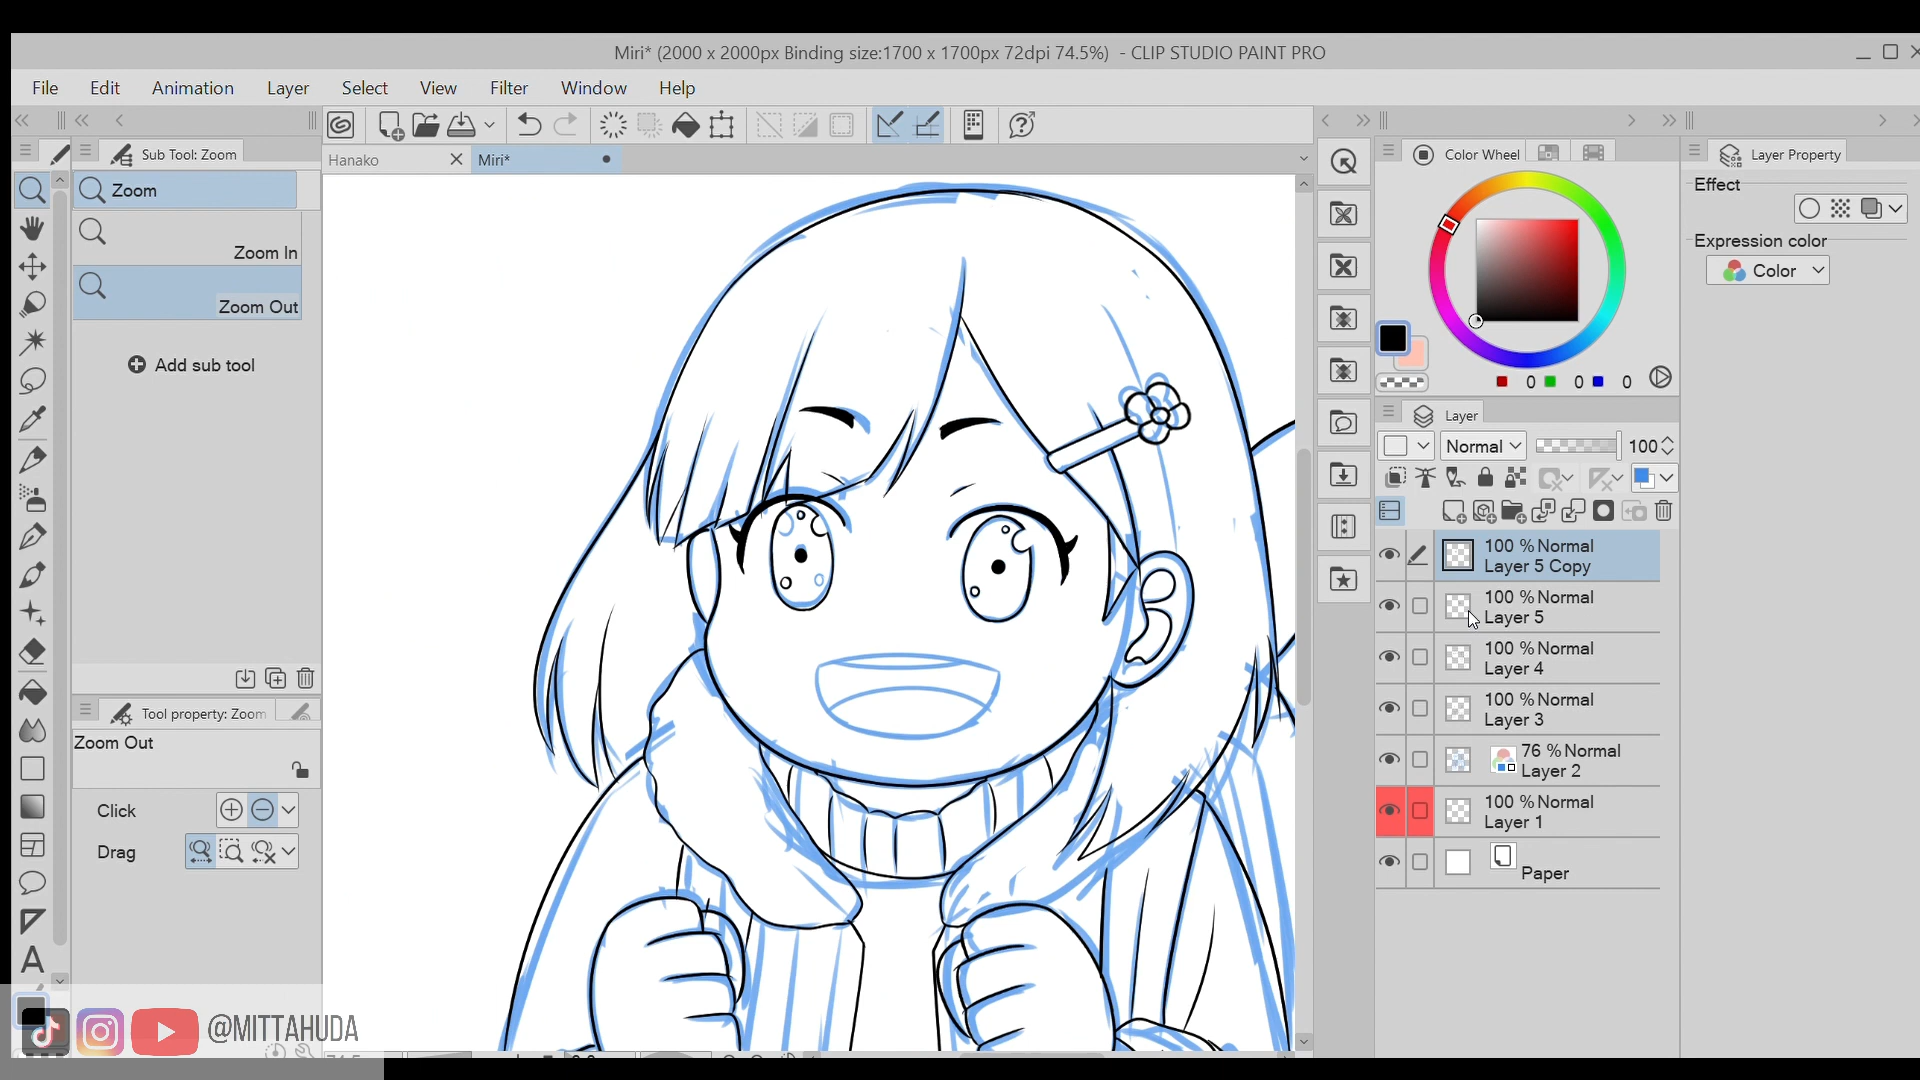 Miri* (2000 x 2000px Binding size:1700 x 1700px 72dpi 74.5%)  - CLIP STUDIO PAINT PRO
File Edit Animation Layer Select View Filter Window Help
Sub Tool: Zoom
Hanako
Miri*
Color Wheel
Layer Property
Zoom
Zoom In
Zoom Out
Add sub tool
Effect
Expression color
Color
0 0 0
Layer
Normal 100
100 %Normal
Layer 5 Copy
100 %Normal
Layer 5
100 %Normal
Layer 4
100 %Normal
Layer 3
76 %Normal
Layer 2
100 %Normal
Layer 1
Paper
Tool property: Zoom
Zoom Out
Click
Drag
A
@MITTAHUDA